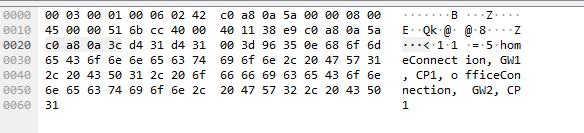 0000 00 03 00 01 00 06 02 42 c0 a8 0a 5a 00 00 08 00 ·······B ···Z····
0010 45 00 00 51 6b cc 40 00 40 11 38 e9 c0 a8 0a 5a E··Qk·@· @·8····Z
0020 c0 a8 0a 3c d4 31 d4 31 00 3d 96 35 0e 68 6f 6d ···<·1·1 ·=·5·hom
0030 65 43 6f 6e 6e 65 63 74 69 6f 6e 2c 20 47 57 31 eConnect ion, GW1
0040 2c 20 43 50 31 2c 20 6f 66 66 69 63 65 43 6f 6e , CP1, o fficeCon
0050 6e 65 63 74 69 6f 6e 2c 20 47 57 32 2c 20 43 50 nection, GW2, CP
0060 31 1